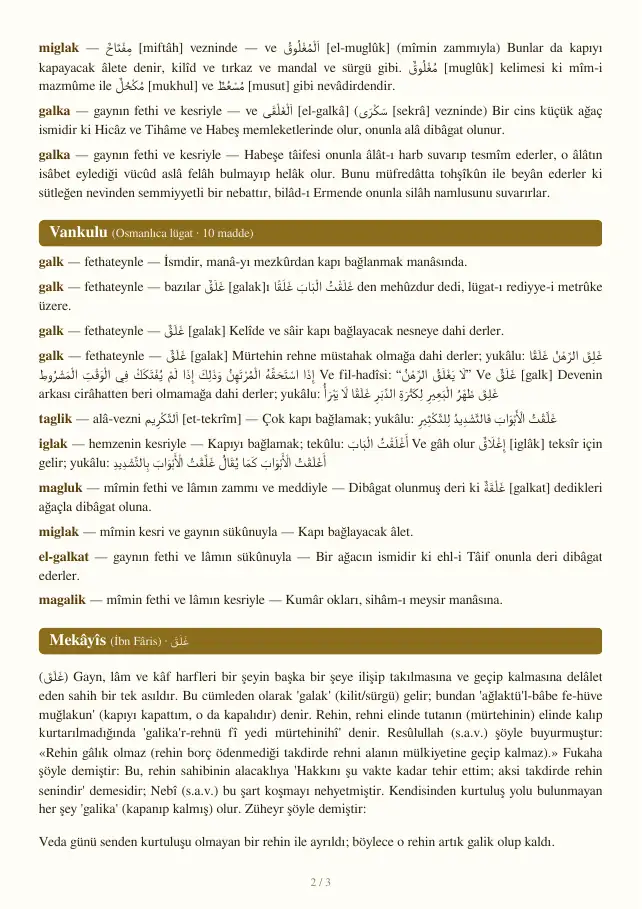 miglak — مِفْتَاحٌ [miftâh] vezninde — ve اَلْمُغْلُوقُ [el-muglûk] (mîmin zammıyla) Bunlar da kapıyı
kapayacak âlete denir, kilîd ve tırkaz ve mandal ve sürgü gibi. مُغْلُوقٌ [muglûk] kelimesi ki mîm-i
mazmûme ile مُكْحُلٌ [mukhul] ve مُسْعُطٌ [musut] gibi nevâdirdendir.
galka — gaynın fethi ve kesriyle — ve اَلْغَلْقَى [el-galkâ] (سَكْرَى [sekrâ] vezninde) Bir cins küçük ağaç
ismidir ki Hicâz ve Tihâme ve Habeş memleketlerinde olur, onunla alâ dibâgat olunur.
galka — gaynın fethi ve kesriyle — Habeşe tâifesi onunla âlât-ı harb suvarıp tesmîm ederler, o âlâtın
isâbet eylediği vücûd aslâ felâh bulmayıp helâk olur. Bunu müfredâtta tohşîkûn ile beyân ederler ki
sütleğen nevinden semmiyyetli bir nebattır, bilâd-ı Ermende onunla silâh namlusunu suvarırlar.
Vankulu (Osmanlıca lügat · 10 madde)
galk — fethateynle — İsmdir, manâ-yı mezkûrdan kapı bağlanmak manâsında.
galk — fethateynle — bazılar غَلَقٌ [galak]ı غَلَقْتُ الْبَابَ غَلَقًا den mehûzdur dedi, lügat-ı rediyye-i metrûke
üzere.
galk — fethateynle — غَلَقٌ [galak] Kelîde ve sâir kapı bağlayacak nesneye dahi derler.
galk — fethateynle — غَلَقٌ [galak] Mürtehin rehne müstahak olmağa dahi derler; yukâlu: غَلِقَ الرَّهْنُ غَلَقًا
إِذَا اسْتَحَقَّهُ الْمُرْتَهِنُ وَذَلِكَ إِذَا لَمْ يُفْتَكَكْ فِي الْوَقْتِ الْمَشْرُوطِ Ve fil-hadîsi: “لَا يَغْلَقُ الرَّهْنُ” Ve غَلَقٌ [galk] Devenin
arkası cirâhatten beri olmamağa dahi derler; yukâlu: غَلِقَ ظَهْرُ الْبَعِيرِ لِكَثْرَةِ الدَّبَرِ غَلَقًا لَا يَبْرَأُ
taglik — alâ-vezni اَلتَّكْرِيم [et-tekrîm] — Çok kapı bağlamak; yukâlu: غَلَّقْتُ الْأَبْوَابَ فَالتَّشْدِيدُ لِلتَّكْثِيرِ
iglak — hemzenin kesriyle — Kapıyı bağlamak; tekûlu: أَغْلَقْتُ الْبَابَ Ve gâh olur إِغْلَاقٌ [iglâk] teksîr için
gelir; yukâlu: أَغْلَقْتُ الْأَبْوَابَ كَمَا يُقَالُ غَلَّقْتُ الْأَبْوَابَ بِالتَّشْدِيدِ
magluk — mîmin fethi ve lâmın zammı ve meddiyle — Dibâgat olunmuş deri ki غَلْقَةٌ [galkat] dedikleri
ağaçla dibâgat oluna.
miglak — mîmin kesri ve gaynın sükûnuyla — Kapı bağlayacak âlet.
el-galkat — gaynın fethi ve lâmın sükûnuyla — Bir ağacın ismidir ki ehl-i Tâif onunla deri dibâgat
ederler.
magalik — mîmin fethi ve lâmın kesriyle — Kumâr okları, sihâm-ı meysir manâsına.
Mekâyîs (İbn Fâris) · غَلَقَ
(غَلَقَ) Gayn, lâm ve kâf harfleri bir şeyin başka bir şeye ilişip takılmasına ve geçip kalmasına delâlet
eden sahih bir tek asıldır. Bu cümleden olarak 'galak' (kilit/sürgü) gelir; bundan 'ağlaktü'l-bâbe fe-hüve
muğlakun' (kapıyı kapattım, o da kapalıdır) denir. Rehin, rehni elinde tutanın (mürtehinin) elinde kalıp
kurtarılmadığında 'galika'r-rehnü fî yedi mürtehinihî' denir. Resûlullah (s.a.v.) şöyle buyurmuştur:
«Rehin gâlık olmaz (rehin borç ödenmediği takdirde rehni alanın mülkiyetine geçip kalmaz).» Fukaha
şöyle demiştir: Bu, rehin sahibinin alacaklıya 'Hakkını şu vakte kadar tehir ettim; aksi takdirde rehin
senindir' demesidir; Nebî (s.a.v.) bu şart koşmayı nehyetmiştir. Kendisinden kurtuluş yolu bulunmayan
her şey 'galika' (kapanıp kalmış) olur. Züheyr şöyle demiştir:
Veda günü senden kurtuluşu olmayan bir rehin ile ayrıldı; böylece o rehin artık galik olup kaldı.
2 / 3